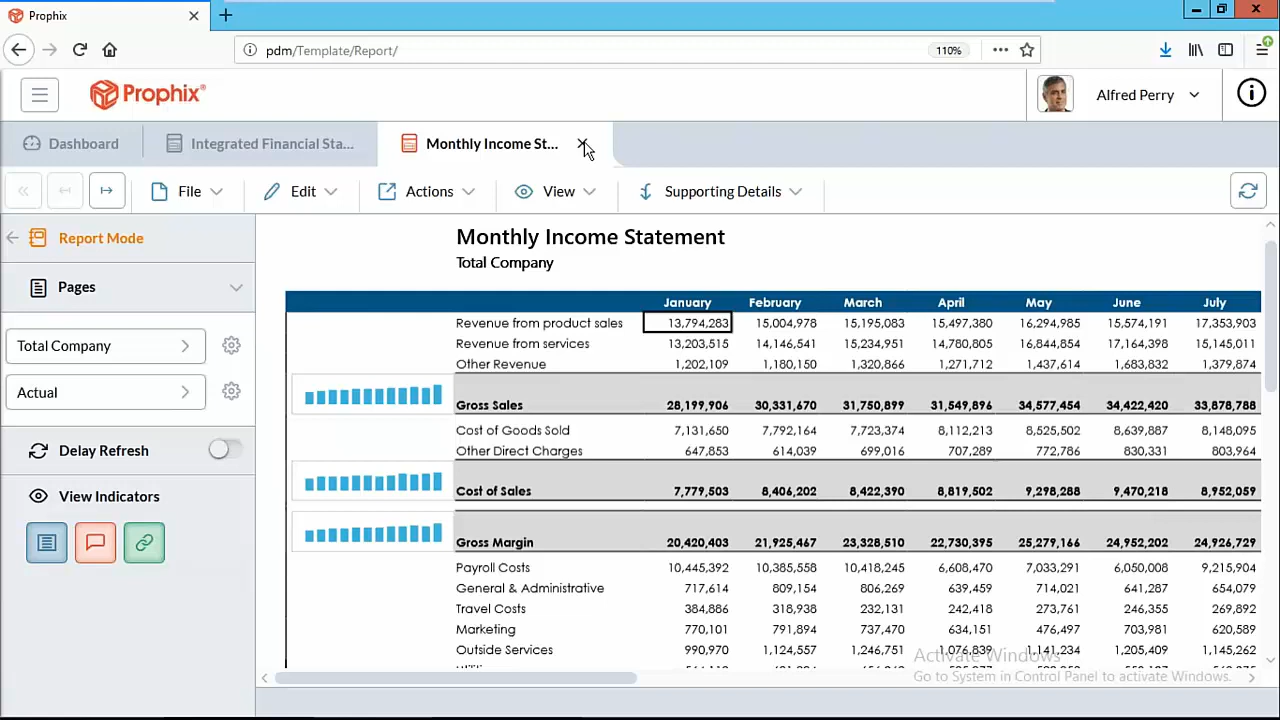 Prophix
pdm/Template/Report/
110%
Prophix®
Alfred Perry
Dashboard
Integrated Financial Sta...
Monthly Income St...
File
Edit
Actions
View
Supporting Details
Report Mode
Pages
Total Company
Actual
Delay Refresh
View Indicators
Monthly Income Statement
Total Company
January February March April May June July
Revenue from product sales 13,794,283 15,004,978 15,195,083 15,497,380 16,294,985 15,574,191 17,353,903
Revenue from services 13,203,515 14,146,541 15,234,951 14,780,805 16,844,854 17,164,398 15,145,011
Other Revenue 1,202,109 1,180,150 1,320,866 1,271,712 1,437,614 1,683,832 1,379,874
Gross Sales 28,199,906 30,331,670 31,750,899 31,549,896 34,577,454 34,422,420 33,878,788
Cost of Goods Sold 7,131,650 7,792,164 7,723,374 8,112,213 8,525,502 8,639,887 8,148,095
Other Direct Charges 647,853 614,039 699,016 707,289 772,786 830,331 803,964
Cost of Sales 7,779,503 8,406,202 8,422,390 8,819,502 9,298,288 9,470,218 8,952,059
Gross Margin 20,420,403 21,925,467 23,328,510 22,730,395 25,279,166 24,952,202 24,926,729
Payroll Costs 10,445,392 10,385,558 10,418,245 6,608,470 7,033,291 6,050,008 9,215,904
General & Administrative 717,614 809,154 806,269 639,459 714,021 641,287 654,079
Travel Costs 384,886 318,938 232,131 242,418 273,761 246,355 269,892
Marketing 770,101 791,894 737,470 634,151 476,497 703,981 620,589
Outside Services 990,970 1,124,557 1,246,751 1,076,839 1,141,234 1,205,409 1,145,262
Activate Windows
Go to System in Control Panel to activate Windows.